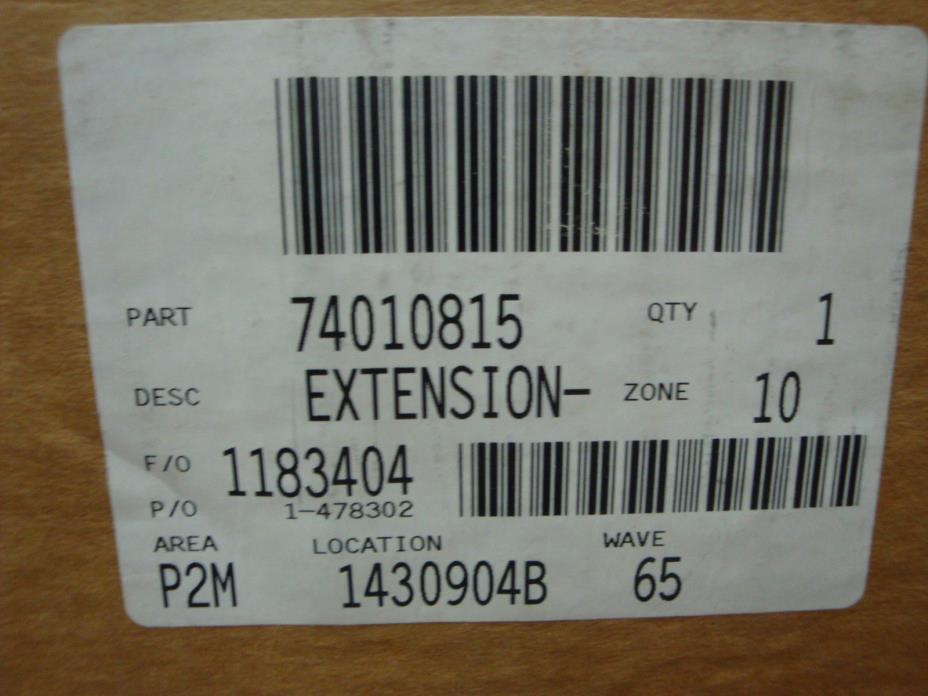 PART 74010815 QTY 1
DESC EXTENSION- ZONE 10
F/O 1183404
P/O 1-478302
AREA LOCATION WAVE
P2M 1430904B 65